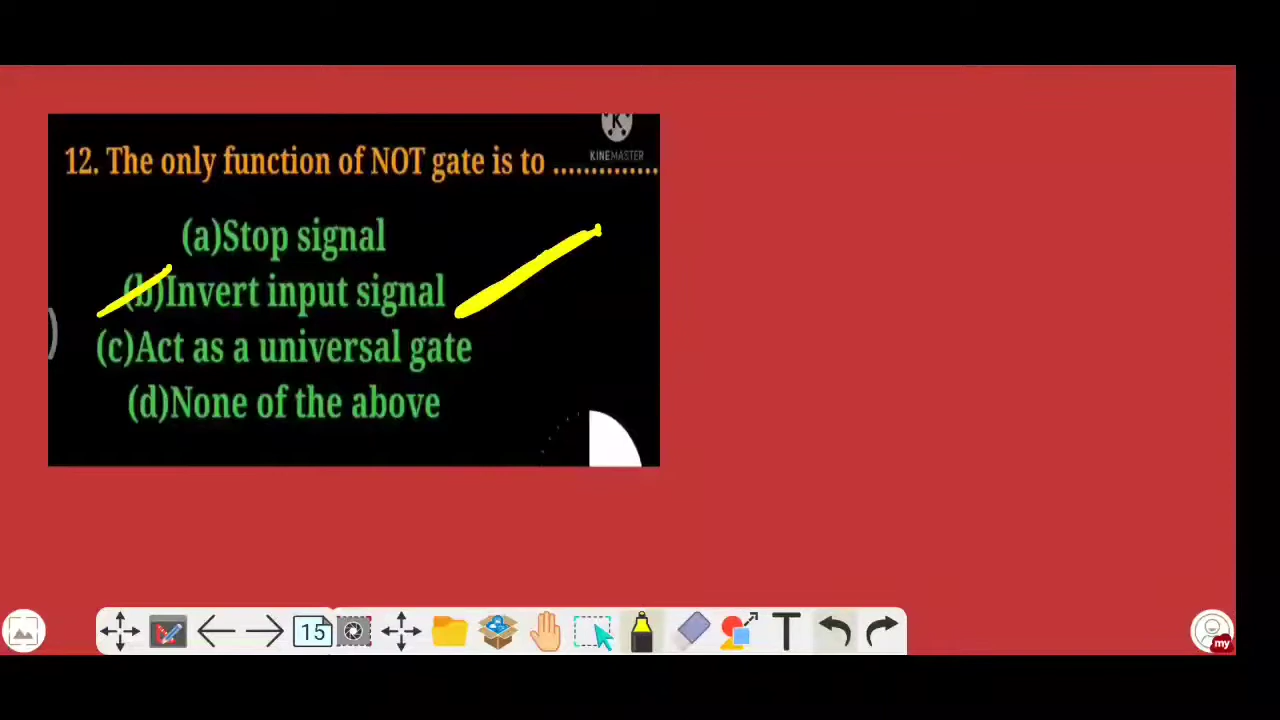 KINEMASTER
12. The only function of NOT gate is to ..............
(a)Stop signal
(b)Invert input signal
(c)Act as a universal gate
(d)None of the above
15
T
my